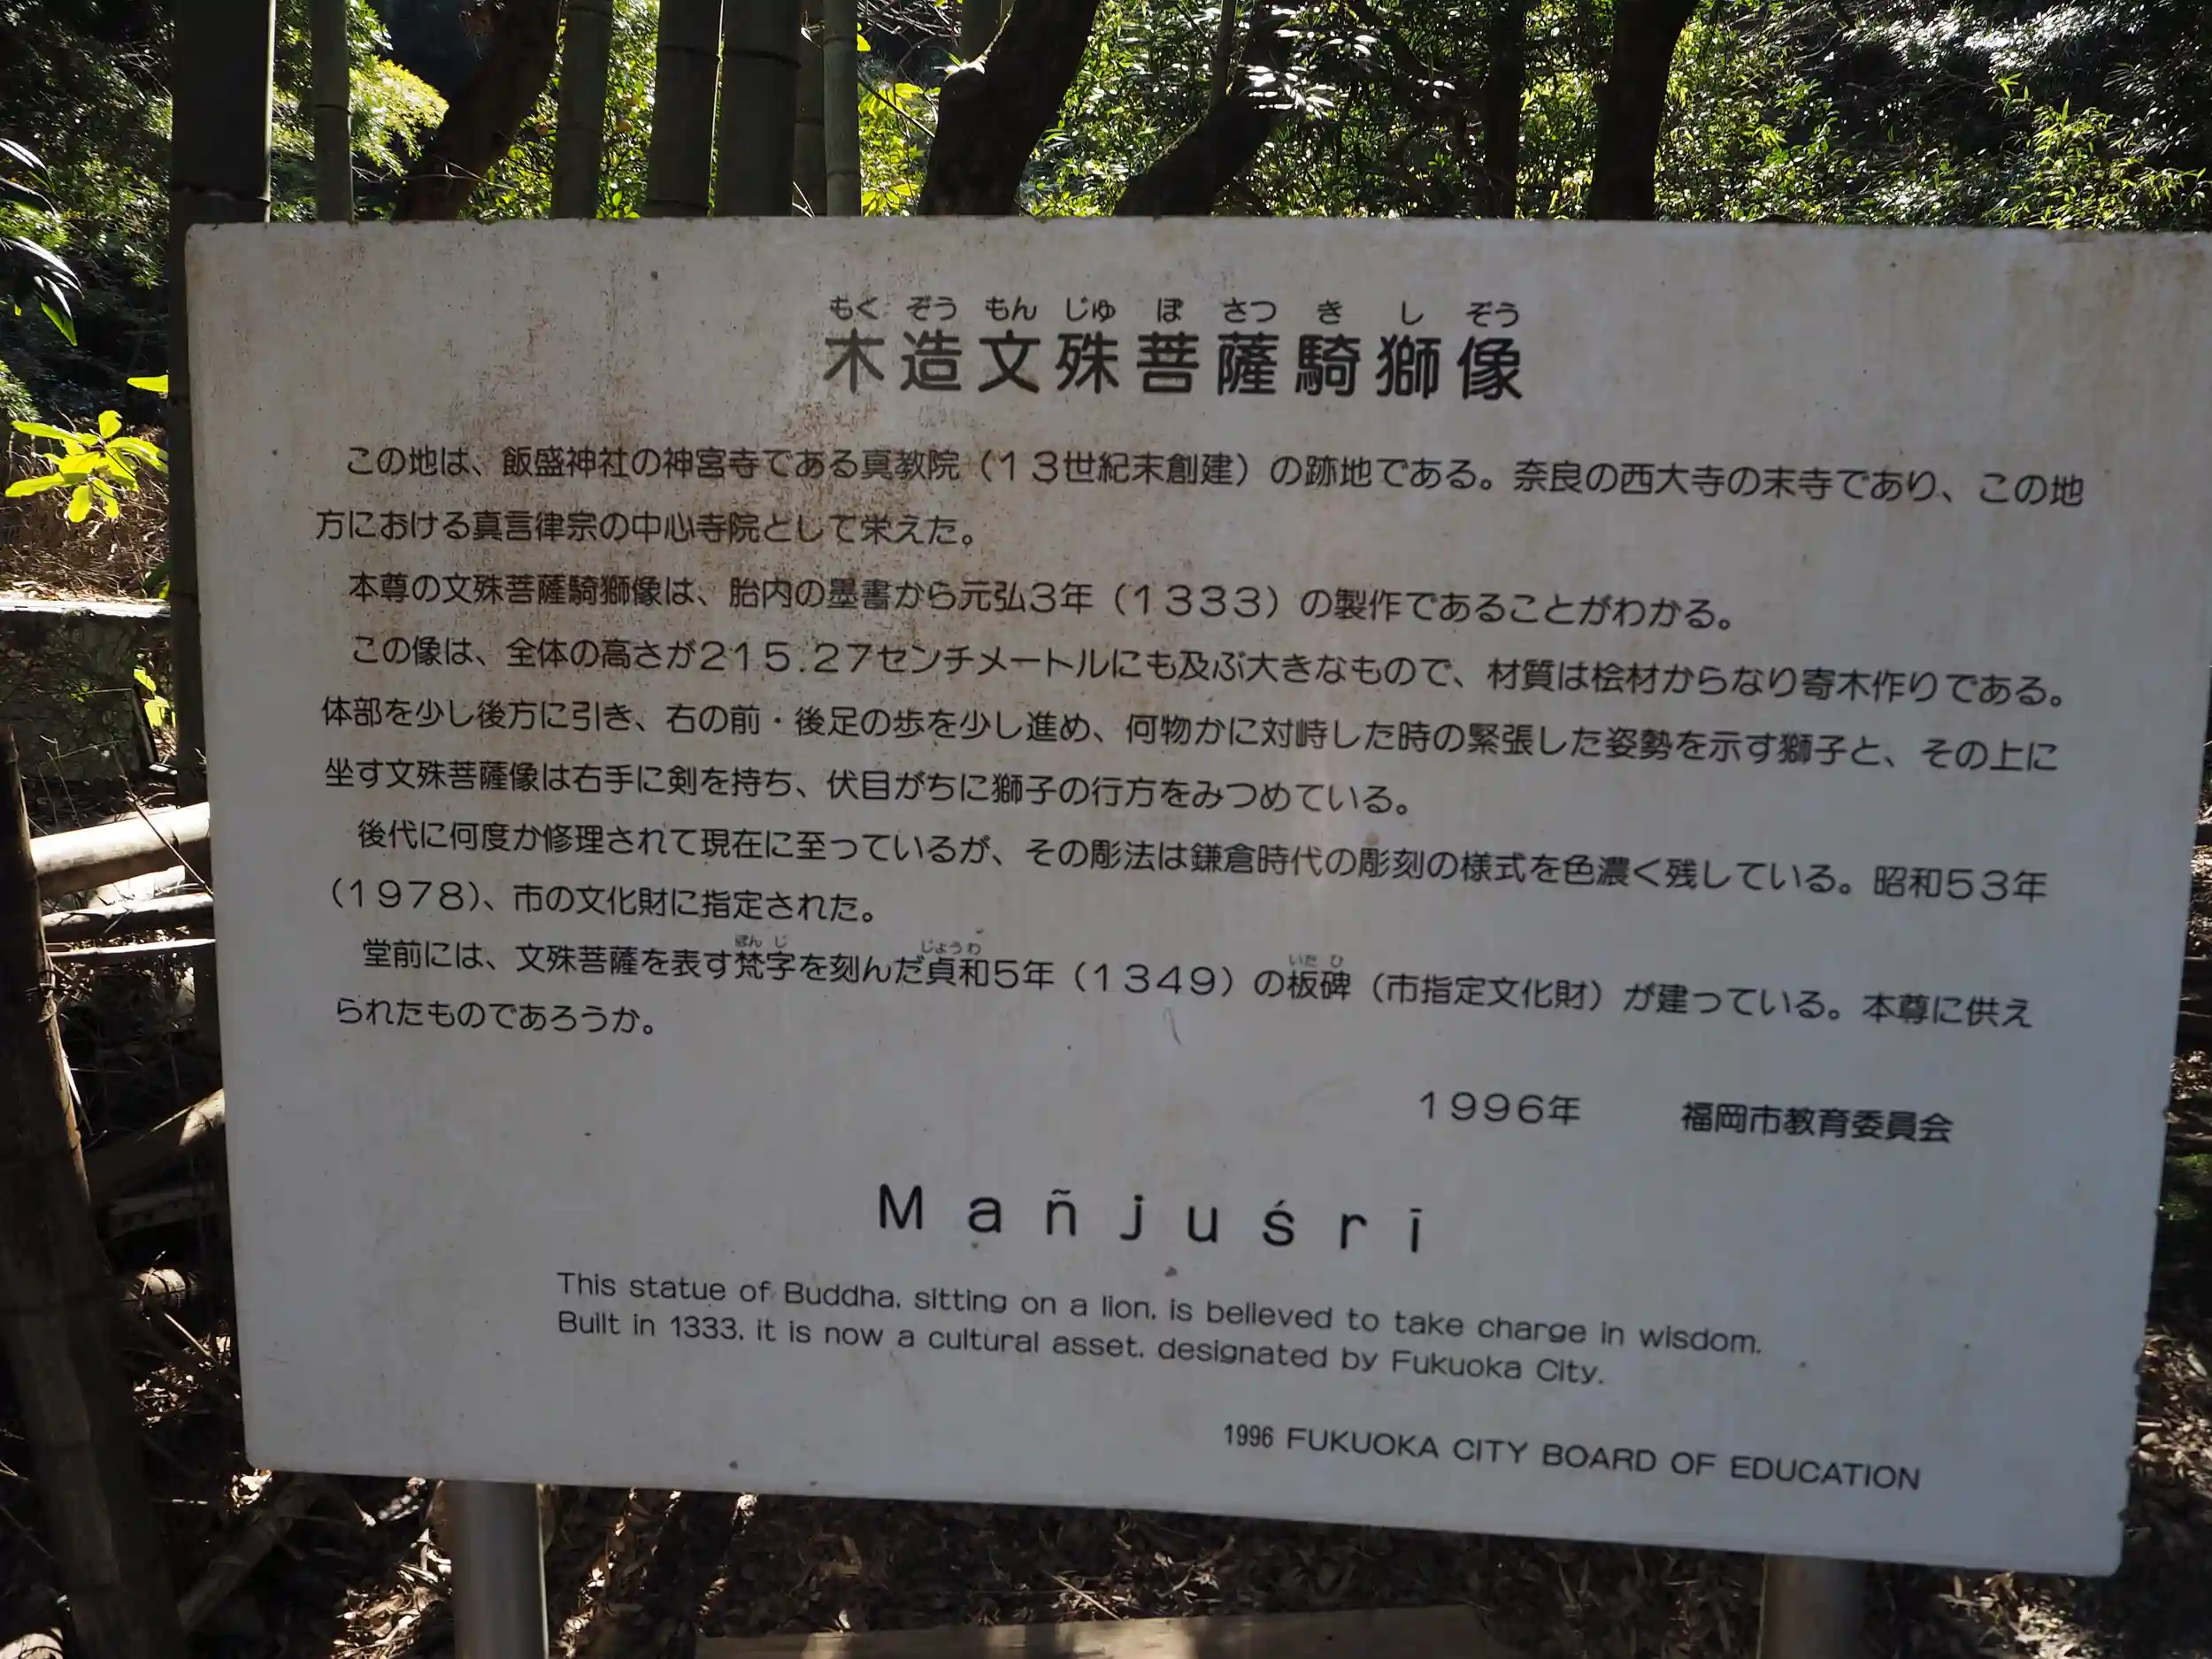 もくぞうもんじゅぼさつきしぞう
木造文殊菩薩騎獅像
この地は、飯盛神社の神宮寺である真教院（13世紀末創建）の跡地である。奈良の西大寺の末寺であり、この地
方における真言律宗の中心寺院として栄えた。
本尊の文殊菩薩騎獅像は、胎内の墨書から元弘3年（1333）の製作であることがわかる。
この像は、全体の高さが215.27センチメートルにも及ぶ大きなもので、材質は桧材からなり寄木作りである。
体部を少し後方に引き、右の前・後足の歩を少し進め、何物かに対峙した時の緊張した姿勢を示す獅子と、その上に
坐す文殊菩薩像は右手に剣を持ち、伏目がちに獅子の行方をみつめている。
後代に何度か修理されて現在に至っているが、その彫法は鎌倉時代の彫刻の様式を色濃く残している。昭和53年
（1978）、市の文化財に指定された。
ぼんじ じょうわ いたび
堂前には、文殊菩薩を表す梵字を刻んだ貞和5年（1349）の板碑（市指定文化財）が建っている。本尊に供え
られたものであろうか。
1996年 福岡市教育委員会
Mañjuśrī
This statue of Buddha, sitting on a lion, is believed to take charge in wisdom.
Built in 1333, it is now a cultural asset, designated by Fukuoka City.
1996 FUKUOKA CITY BOARD OF EDUCATION